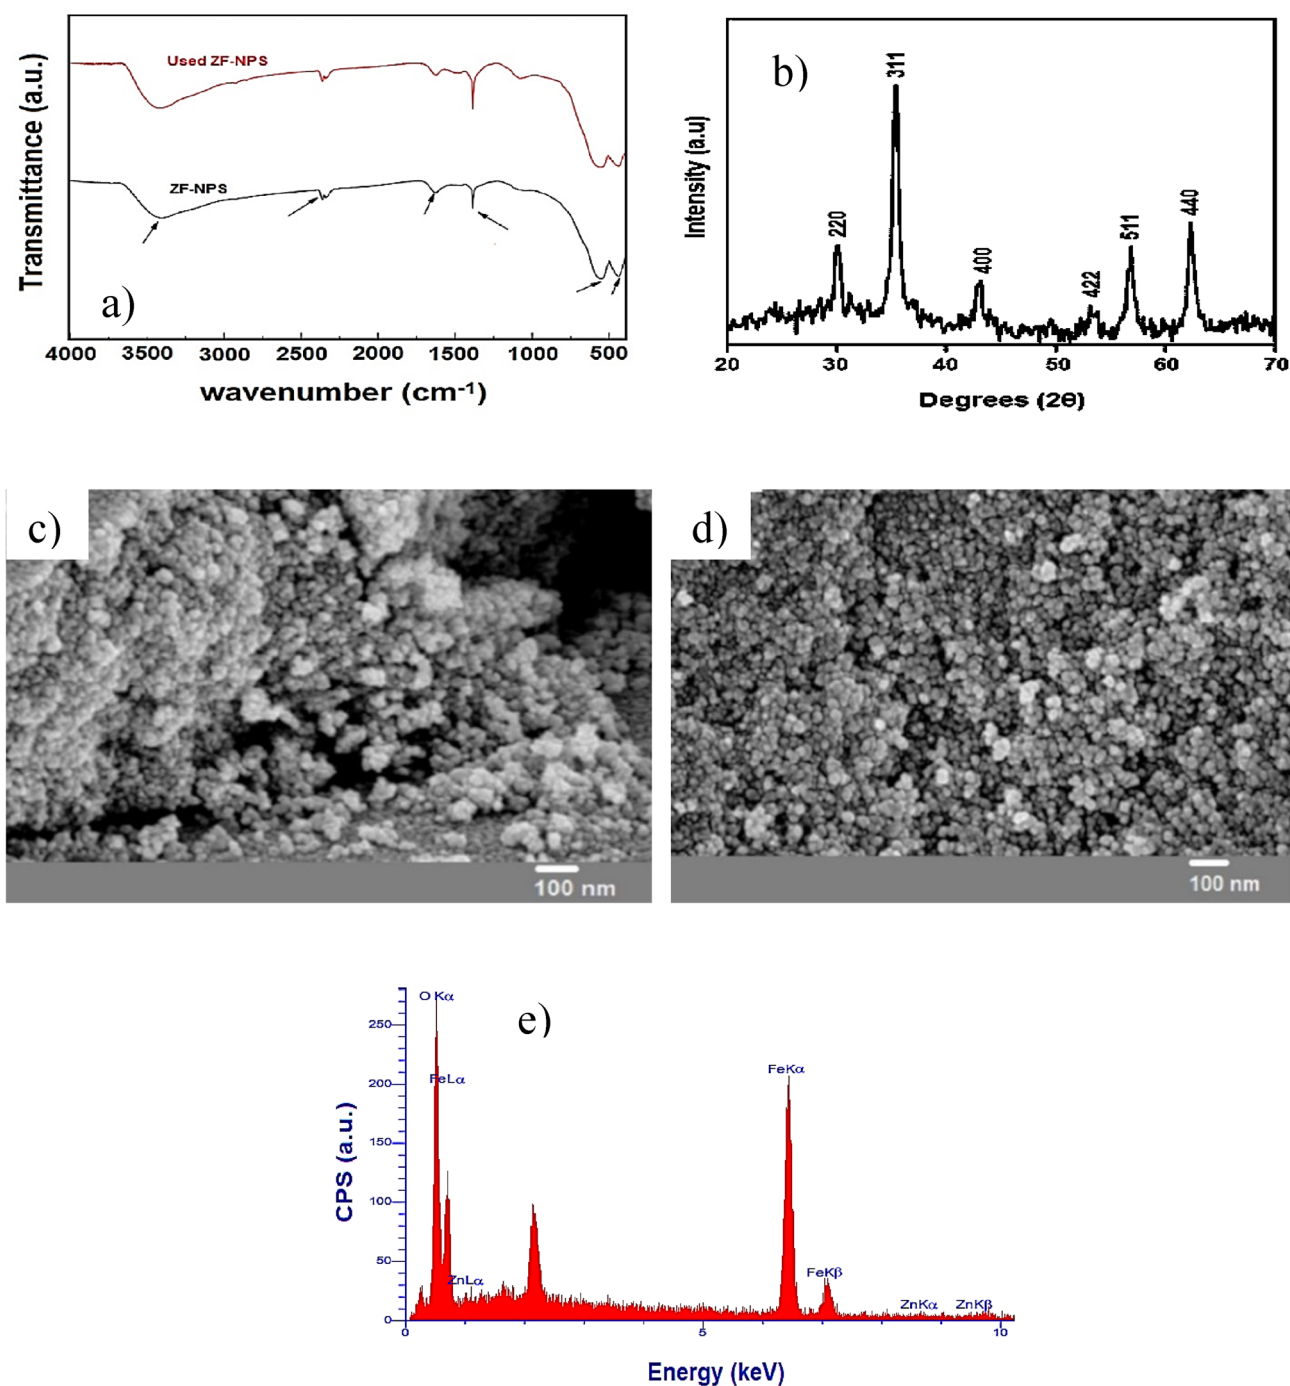 Used ZF-NPS
ZF-NPS
Transmittance (a.u.)
a)
4000 3500 3000 2500 2000 1500 1000 500
wavenumber (cm-1)
b)
220
311
400
422
511
440
Intensity (a.u)
20 30 40 50 60 70
Degrees (2Θ)
c)
100 nm
d)
100 nm
e)
O Kα
FeLα
ZnLα
FeKα
FeKβ
ZnKα
ZnKβ
CPS (a.u.)
250
200
150
100
50
0
0 5 10
Energy (keV)